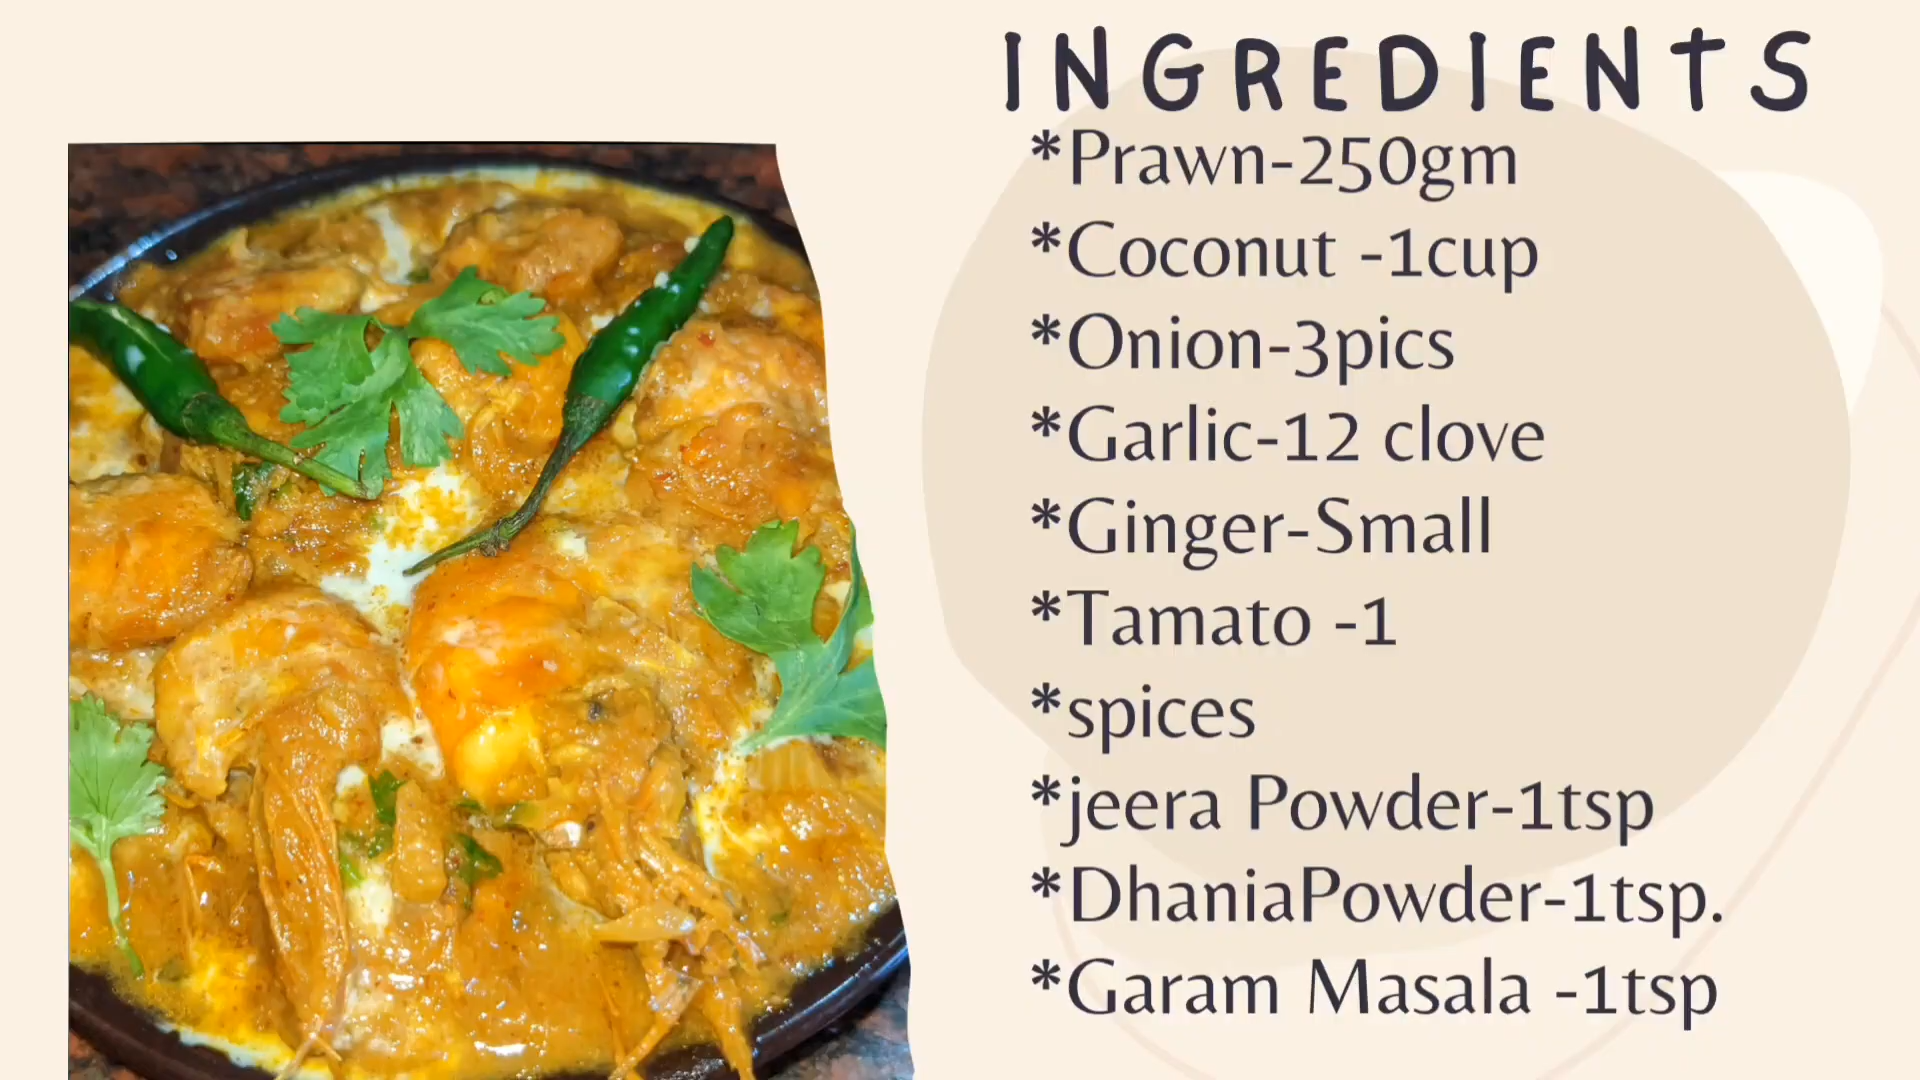 INGREDIENTS
*Prawn-250gm
*Coconut -1cup
*Onion-3pics
*Garlic-12 clove
*Ginger-Small
*Tamato -1
*spices
*jeera Powder-1tsp
*DhaniaPowder-1tsp.
*Garam Masala -1tsp